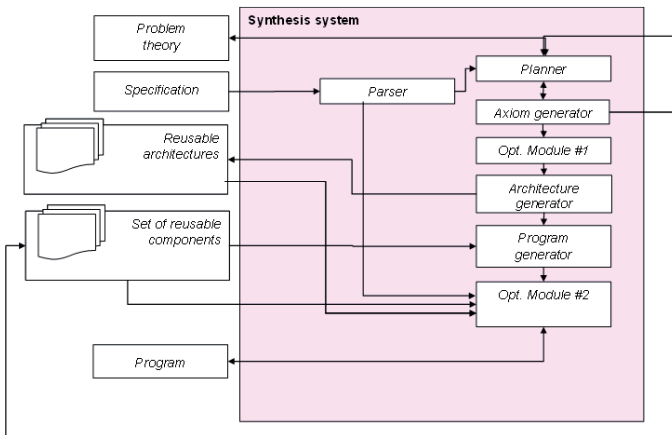 Synthesis system
Problem
theory
Planner
Specification
Parser
Axiom generator
Reusable
architectures
Opt. Module #1
Architecture
generator
Set of reusable
components
Program
generator
Opt. Module #2
Program